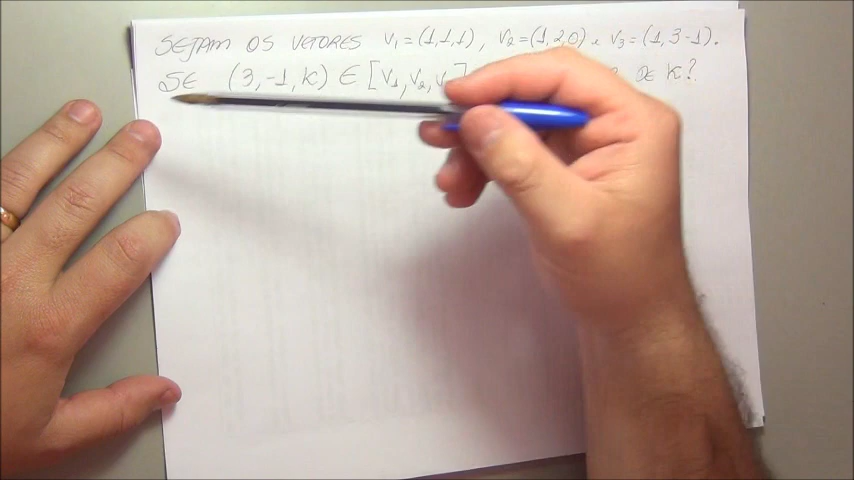 SEJAM OS VETORES V₁ = (1,1,1), V₂ = (1,2,0) e V₃ = (1,3-1).
SE (3,-1,K) ∈ [V₁,V₂,V DE K?